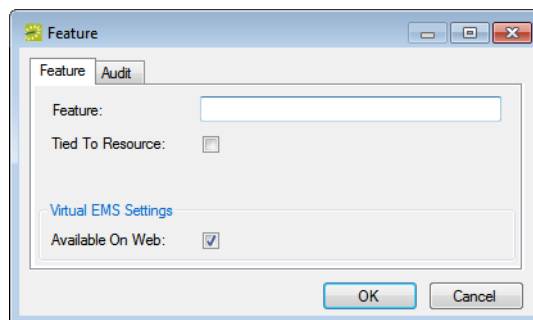 Feature
Feature Audit
Feature:
Tied To Resource:
Virtual EMS Settings
Available On Web:
OK Cancel